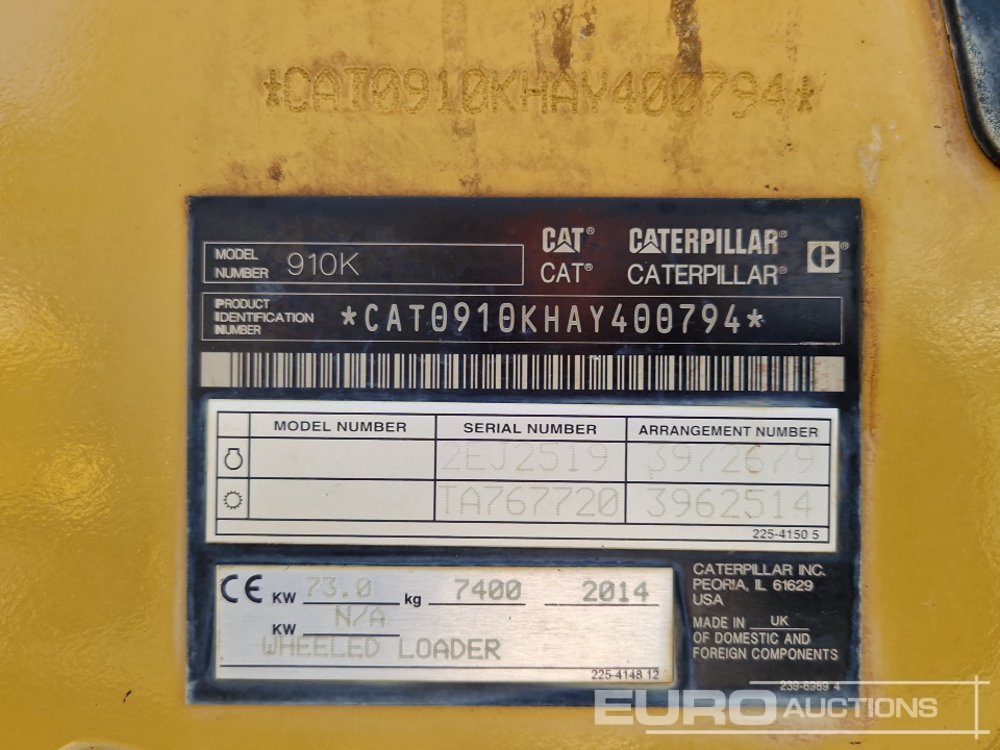 *CAT0910KHAY400794*
MODEL NUMBER 910K
CAT® CATERPILLAR®
CAT® CATERPILLAR®
PRODUCT IDENTIFICATION NUMBER *CAT0910KHAY400794*
MODEL NUMBER SERIAL NUMBER ARRANGEMENT NUMBER
2EJ2519 3972679
TA767720 3962514
225-4150 5
CE KW 73.0 kg 7400 2014
KW N/A
WHEELED LOADER
225-4148 12
CATERPILLAR INC.
PEORIA, IL 61629
USA
MADE IN UK
OF DOMESTIC AND
FOREIGN COMPONENTS
239-6389 4
EURO AUCTIONS